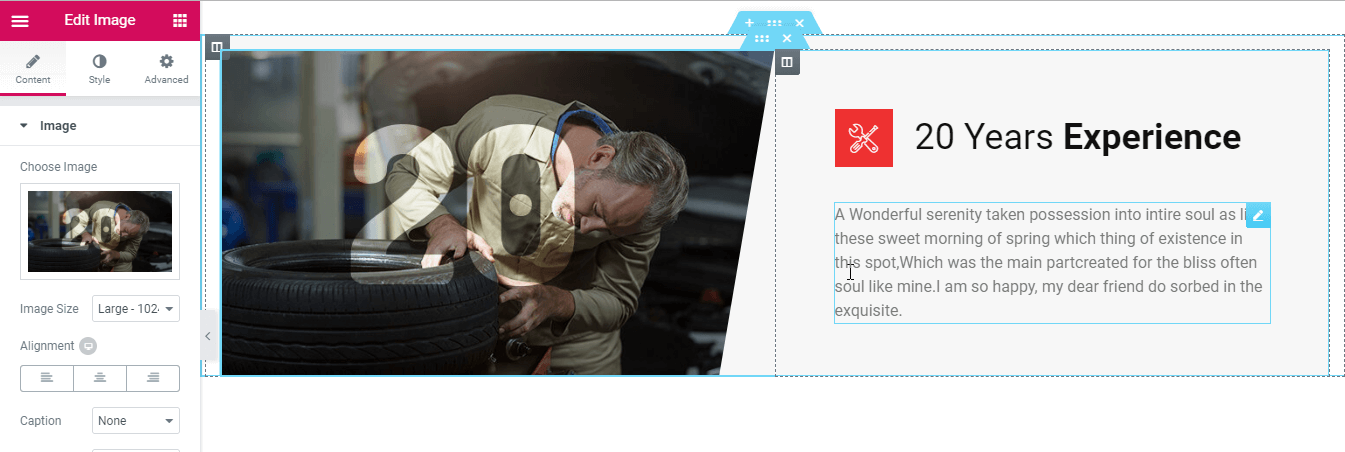 Edit Image
Content
Style
Advanced
Image
Choose Image
20
Image Size
Large - 102
Alignment
Caption
None
20
20 Years Experience
A Wonderful serenity taken possession into intire soul as
these sweet morning of spring which thing of existence in
this spot,Which was the main partcreated for the bliss often
soul like mine.I am so happy, my dear friend do sorbed in the
exquisite.